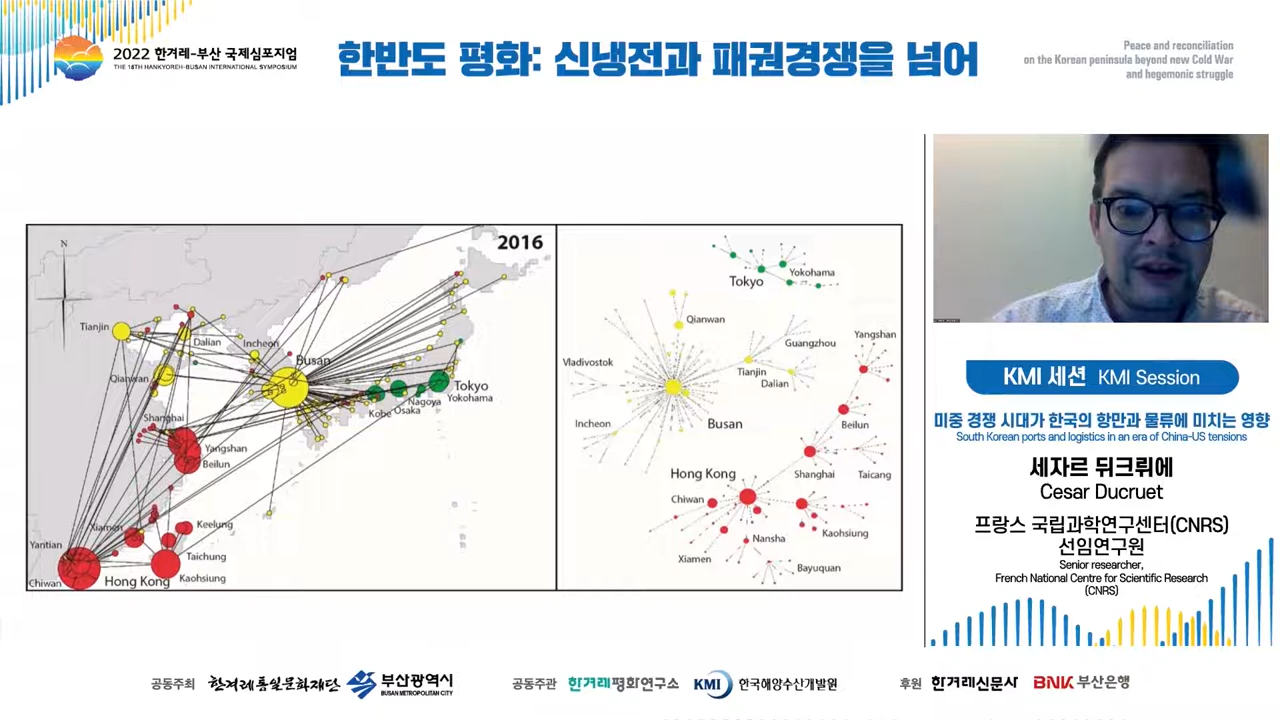 2022 한겨레-부산 국제심포지엄
THE 18TH HANKYOREH-BUSAN INTERNATIONAL SYMPOSIUM
한반도 평화: 신냉전과 패권경쟁을 넘어
Peace and reconciliation
on the Korean peninsula beyond new Cold War
and hegemonic struggle
N
2016
Tianjin
Dalian
Incheon
Busan
Qianwan
Tokyo
Yokohama
Nagoya
Osaka
Kobe
Shanghai
Yangshan
Beilun
Xiamen
Keelung
Yantian
Taichung
Chiwan
Hong Kong
Kaohsiung
Tokyo
Yokohama
Qianwan
Yangshan
Guangzhou
Vladivostok
Tianjin
Dalian
Incheon
Busan
Beilun
Hong Kong
Shanghai
Taicang
Chiwan
Nansha
Kaohsiung
Xiamen
Bayuquan
KMI 세션 KMI Session
미중 경쟁 시대가 한국의 항만과 물류에 미치는 영향
South Korean ports and logistics in an era of China-US tensions
세자르 뒤크뤼에
Cesar Ducruet
프랑스 국립과학연구센터(CNRS)
선임연구원
Senior researcher,
French National Centre for Scientific Research
(CNRS)
공동주최 한겨레통일문화재단 부산광역시 BUSAN METROPOLITAN CITY 공동주관 한겨레평화연구소 KMI 한국해양수산개발원 후원 한겨레신문사 BNK 부산은행